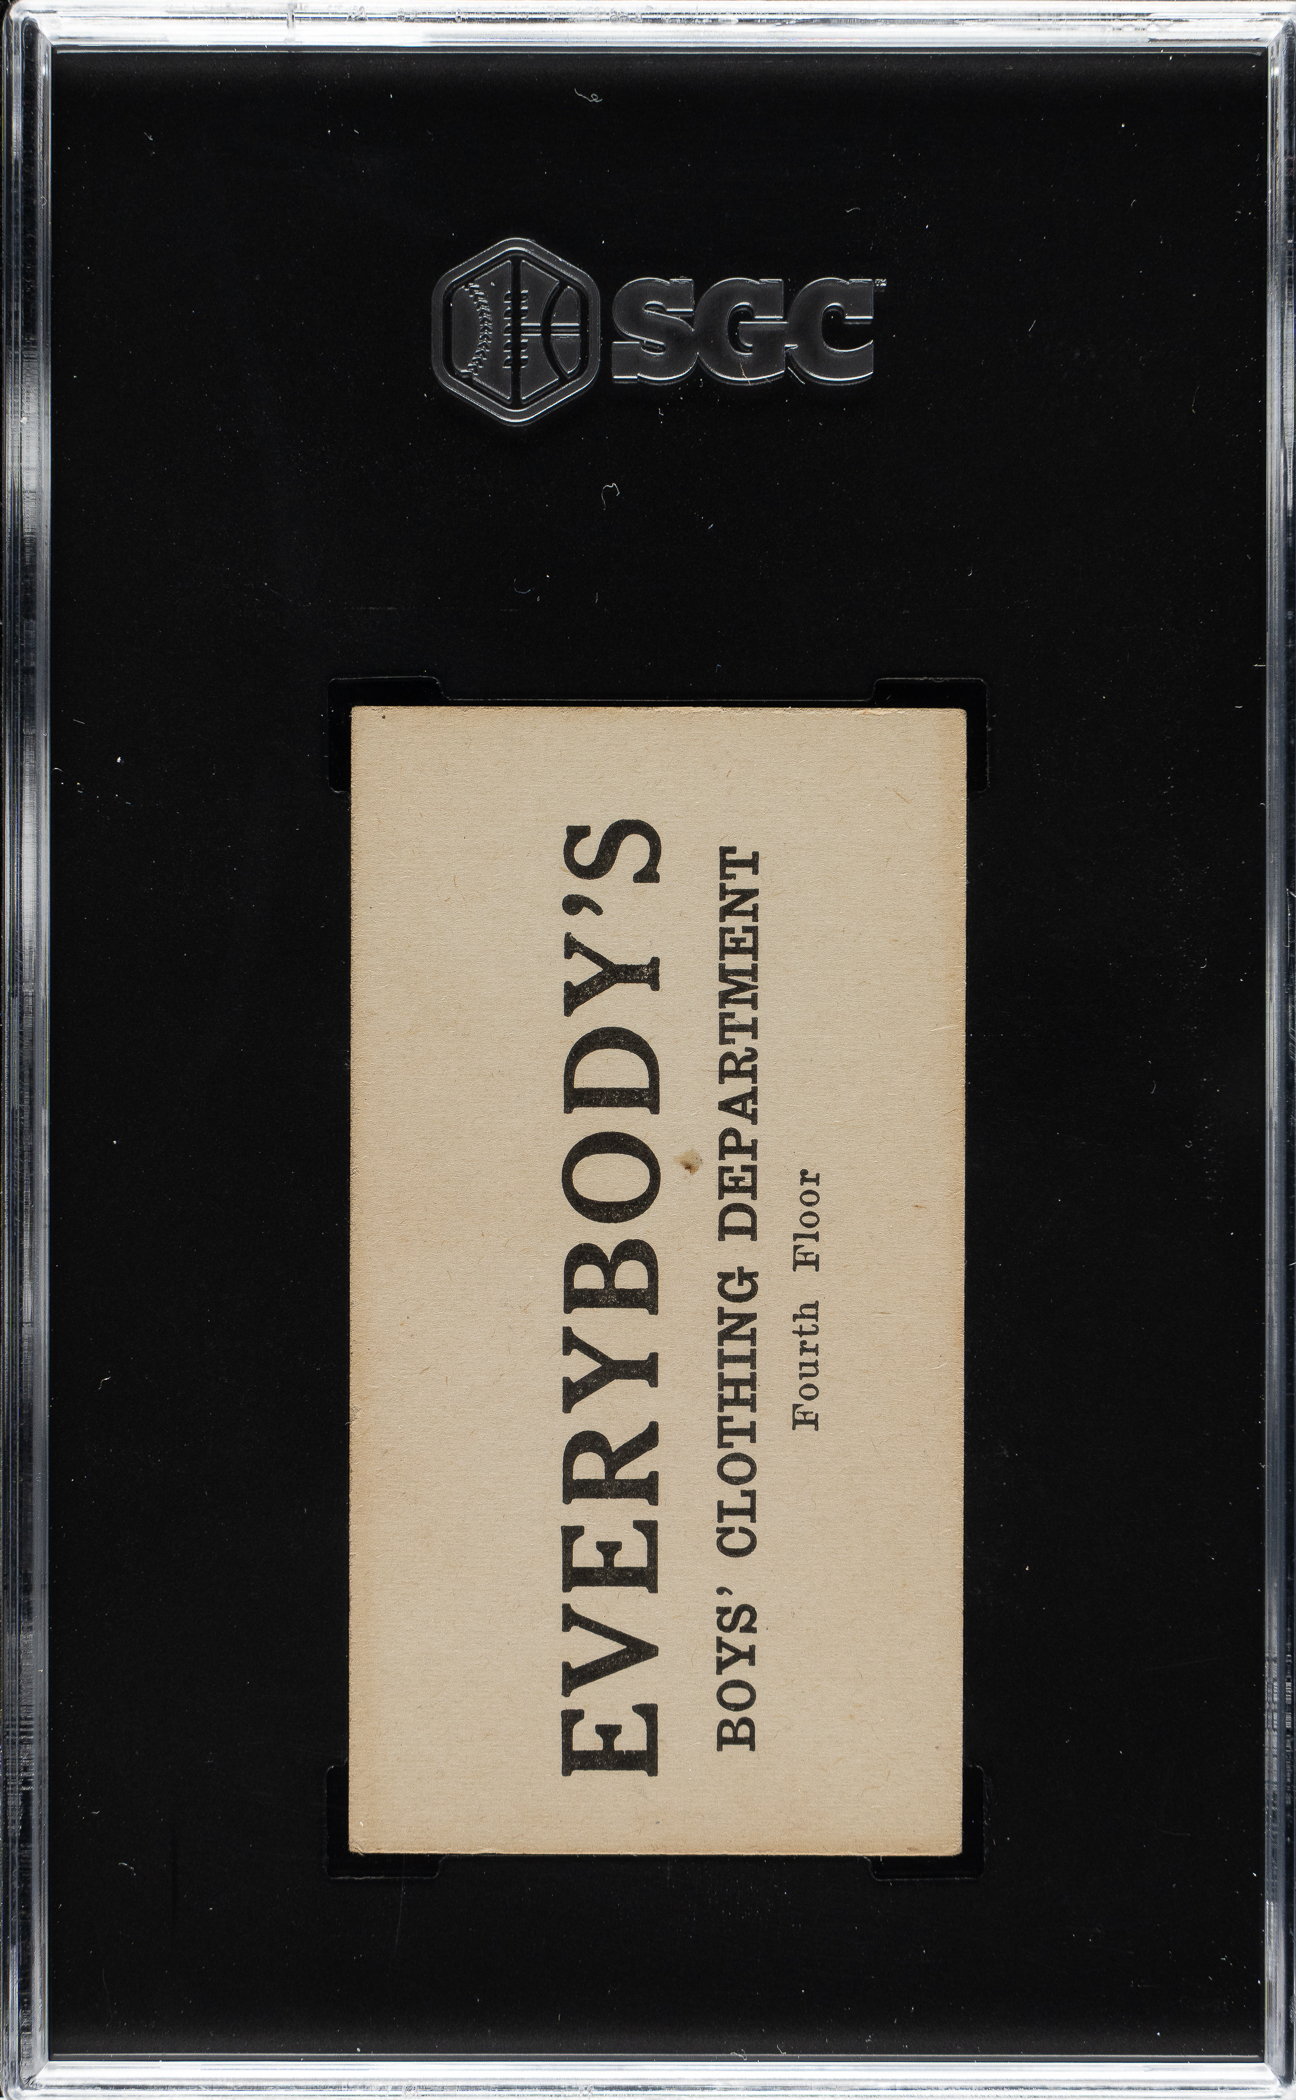 SGC
EVERYBODY'S
BOYS' CLOTHING DEPARTMENT
Fourth Floor